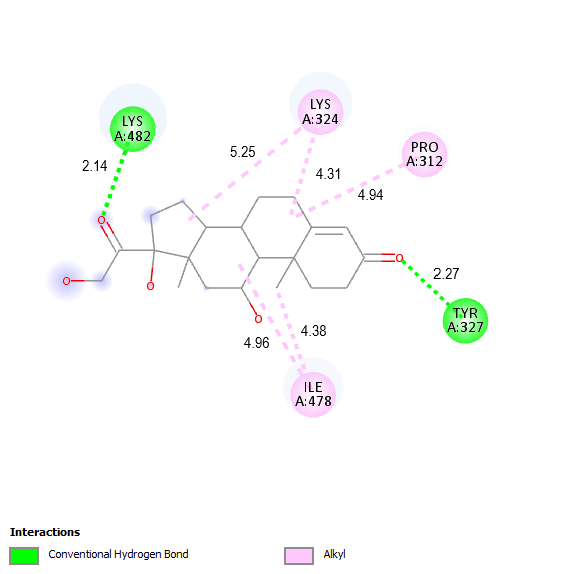 LYS
A:324
LYS
A:482
PRO
A:312
5.25
2.14
4.31
4.94
O
O
2.27
O
O
O
TYR
A:327
4.38
4.96
ILE
A:478
Interactions
Conventional Hydrogen Bond
Alkyl